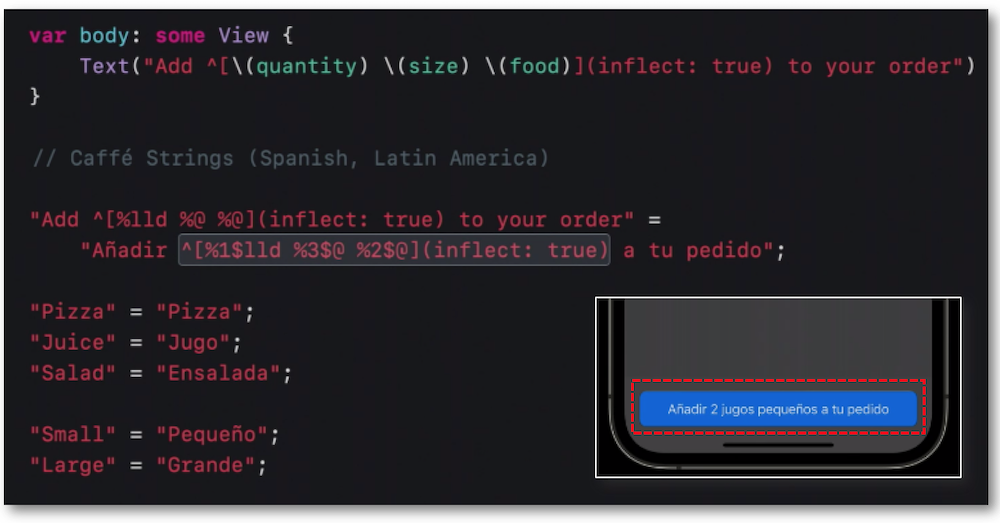 var body: some View {
Text("Add ^[\(quantity) \(size) \(food)](inflect: true) to your order")
}
// Caffé Strings (Spanish, Latin America)
"Add ^[%lld %@ %@](inflect: true) to your order" =
"Añadir ^[%1$lld %3$@ %2$@](inflect: true) a tu pedido";
"Pizza" = "Pizza";
"Juice" = "Jugo";
"Salad" = "Ensalada";
"Small" = "Pequeño";
"Large" = "Grande";
Añadir 2 jugos pequeños a tu pedido